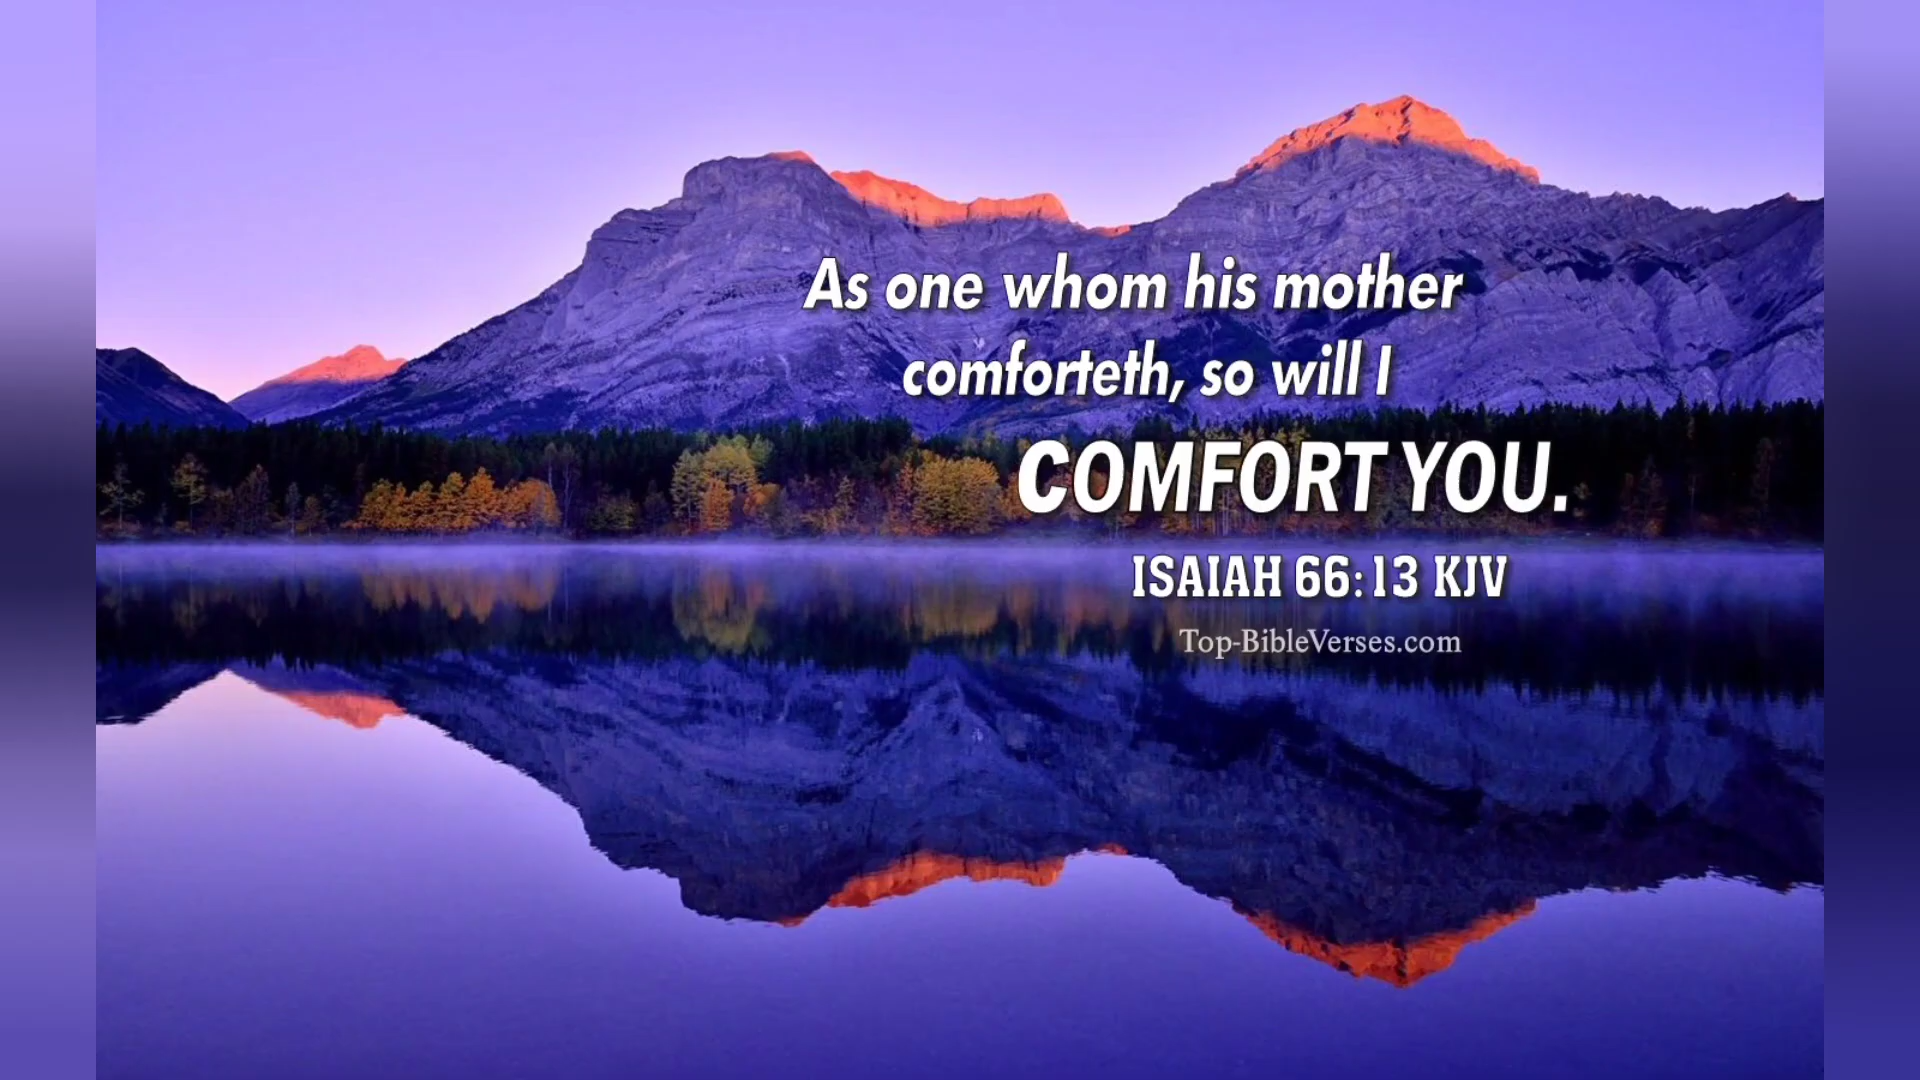 As one whom his mother
comforteth, so will I
COMFORT YOU.
ISAIAH 66:13 KJV
Top-BibleVerses.com